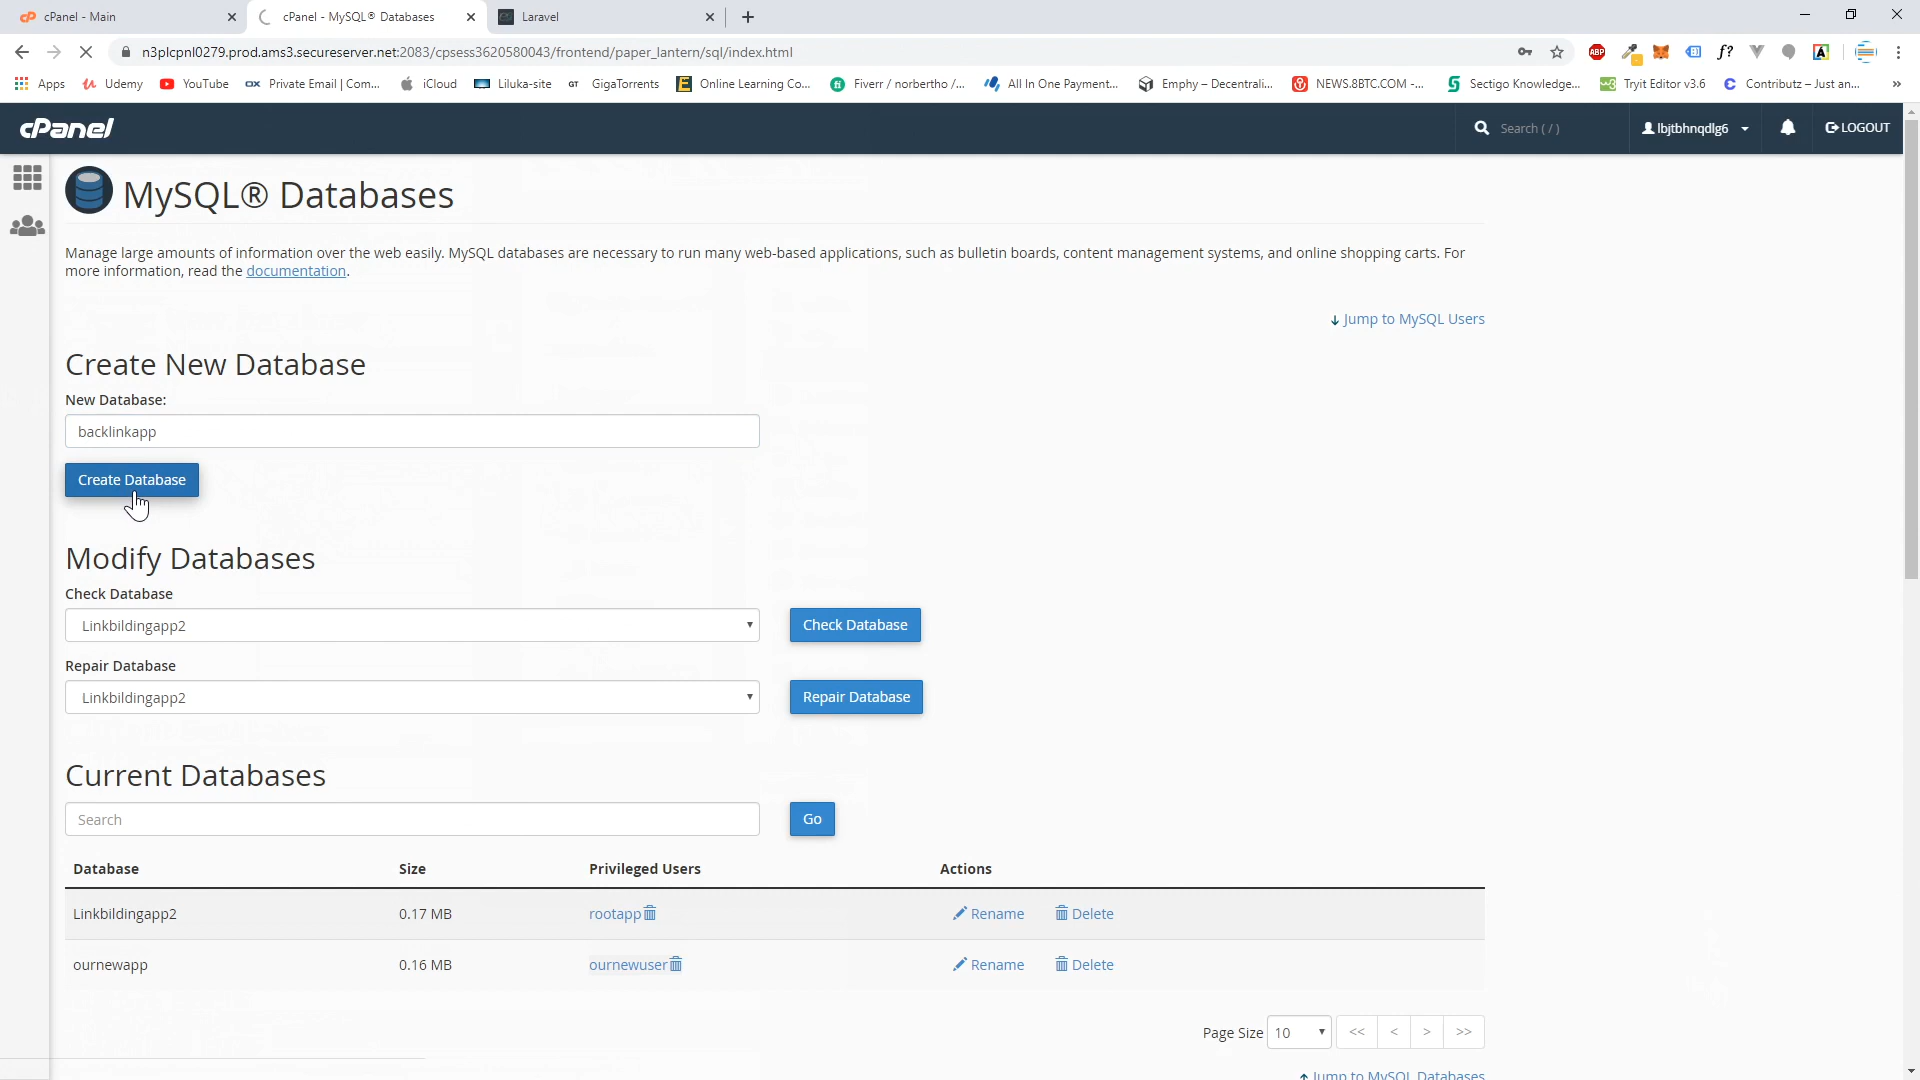 cPanel - Main
cPanel - MySQL® Databases
Laravel
n3plcpnl0279.prod.ams3.secureserver.net:2083/cpsess3620580043/frontend/paper_lantern/sql/index.html
Apps
Udemy
YouTube
Private Email | Com...
iCloud
Liluka-site
GT GigaTorrents
Online Learning Co...
Fiverr / norbertho /...
All In One Payment...
Emphy – Decentrali...
NEWS.8BTC.COM -...
Sectigo Knowledge...
Tryit Editor v3.6
Contributz – Just an...
cPanel
Search ( / )
lbjtbhnqdlg6
LOGOUT
MySQL® Databases
Manage large amounts of information over the web easily. MySQL databases are necessary to run many web-based applications, such as bulletin boards, content management systems, and online shopping carts. For
more information, read the documentation.
Jump to MySQL Users
Create New Database
New Database:
backlinkapp
Create Database
Modify Databases
Check Database
Linkbildingapp2
Check Database
Repair Database
Linkbildingapp2
Repair Database
Current Databases
Search
Go
Database Size Privileged Users Actions
Linkbildingapp2 0.17 MB rootapp Rename Delete
ournewapp 0.16 MB ournewuser Rename Delete
Page Size 10 << < > >>
Jump to MySQL Databases